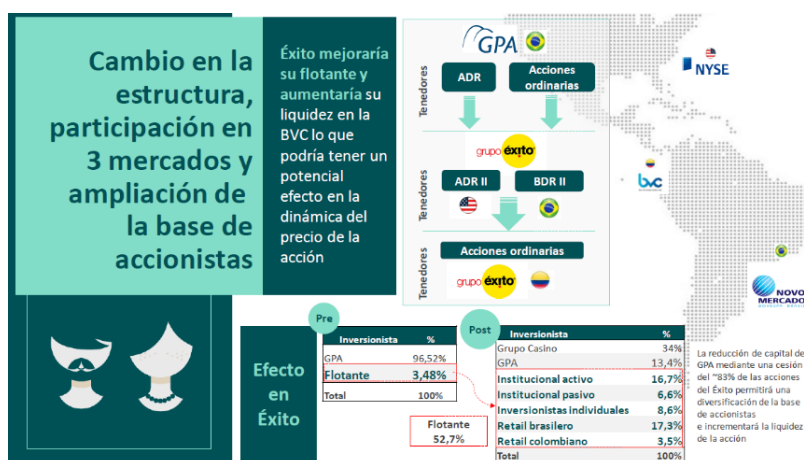 Cambio en la
estructura,
participación en
3 mercados y
ampliación de
la base de
accionistas
Éxito mejoraría
su flotante y
aumentaría su
liquidez en la
BVC lo que
podría tener un
potencial
efecto en la
dinámica del
precio de la
acción
Tenedores
GPA
ADR
Acciones
ordinarias
Tenedores
grupo éxito
ADR II
BDR II
Tenedores
Acciones ordinarias
grupo éxito
NYSE
bvc
NOVO
MERCADO
Efecto
en
Éxito
Pre
Inversionista %
GPA 96,52%
Flotante 3,48%
Total 100%
Flotante
52,7%
Post
Inversionista %
Grupo Casino 34%
GPA 13,4%
Institucional activo 16,7%
Institucional pasivo 6,6%
Inversionistas individuales 8,6%
Retail brasilero 17,3%
Retail colombiano 3,5%
Total 100%
La reducción de capital de
GPA mediante una cesión
del ~83% de las acciones
del Éxito permitirá una
diversificación de la base
de accionistas
e incrementará la liquidez
de la acción